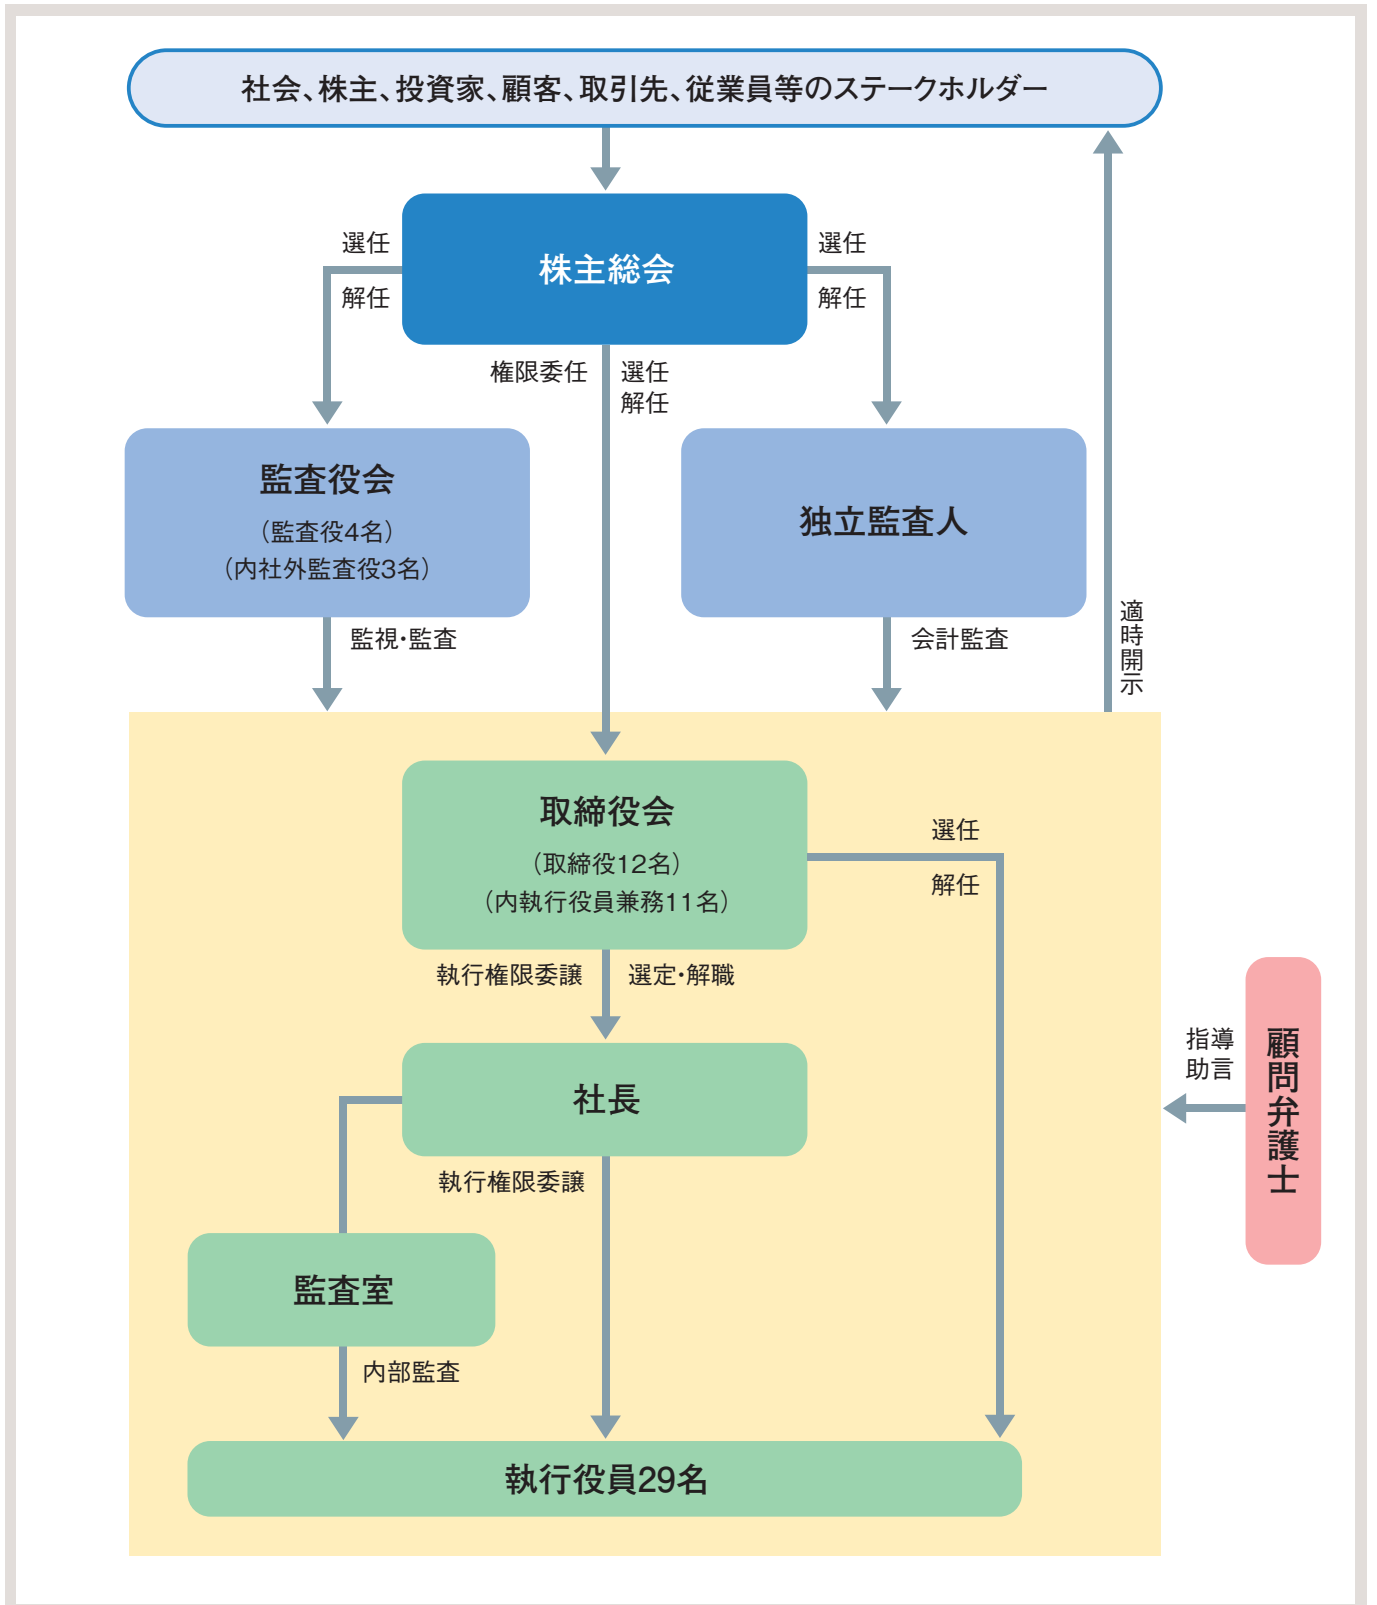 社会、株主、投資家、顧客、取引先、従業員等のステークホルダー
株主総会
選任
解任
選任
解任
権限委任
選任
解任
監査役会
（監査役4名）
（内社外監査役3名）
独立監査人
監視・監査
会計監査
適時開示
取締役会
（取締役12名）
（内執行役員兼務11名）
選任
解任
執行権限委譲
選定・解職
社長
指導
助言
顧問弁護士
執行権限委譲
監査室
内部監査
執行役員29名